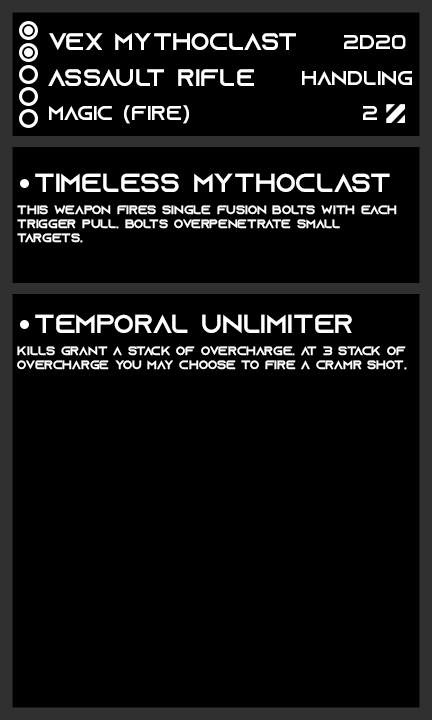 VEX MYTHOCLAST 2D20
ASSAULT RIFLE HANDLING
MAGIC (FIRE) 2
•TIMELESS MYTHOCLAST
THIS WEAPON FIRES SINGLE FUSION BOLTS WITH EACH
TRIGGER PULL. BOLTS OVERPENETRATE SMALL
TARGETS.
•TEMPORAL UNLIMITER
KILLS GRANT A STACK OF OVERCHARGE. AT 3 STACK OF
OVERCHARGE YOU MAY CHOOSE TO FIRE A CRAMR SHOT.